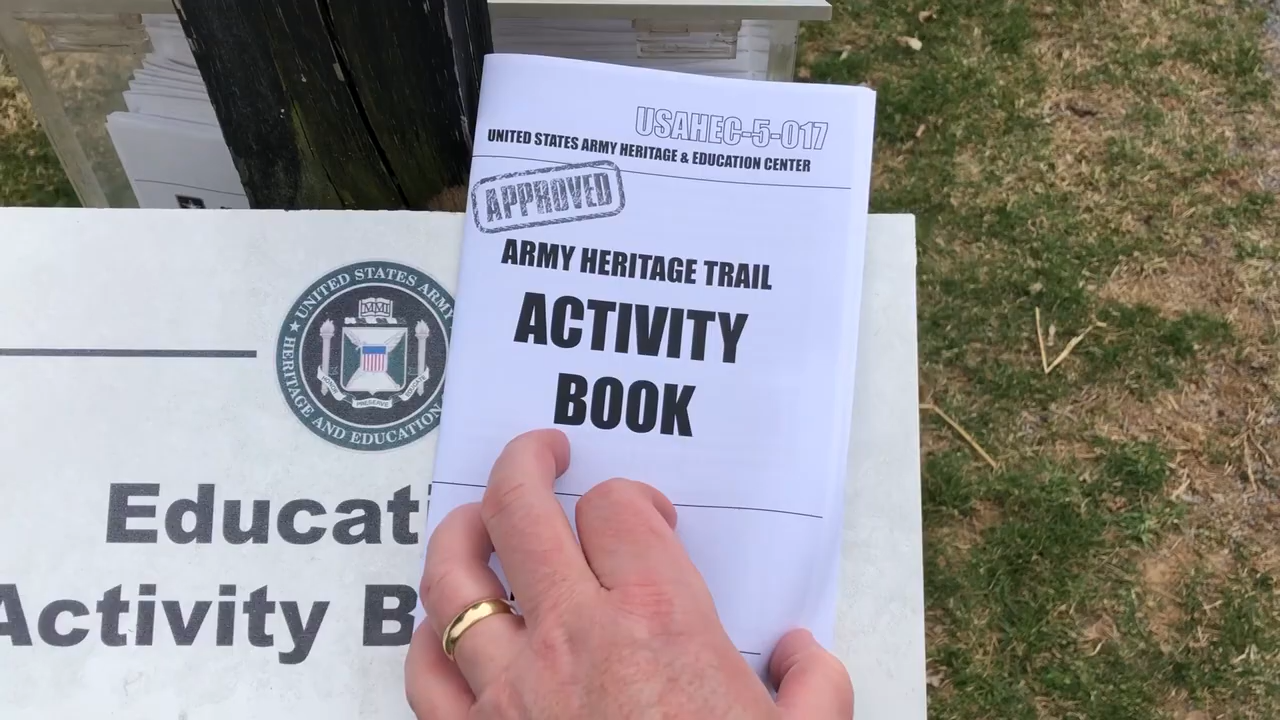 USAHEC-5-017
UNITED STATES ARMY HERITAGE & EDUCATION CENTER
APPROVED
ARMY HERITAGE TRAIL
ACTIVITY
BOOK
UNITED STATES ARMY
HERITAGE AND EDUCATION
MMI
PRESERVE
Educati
Activity B